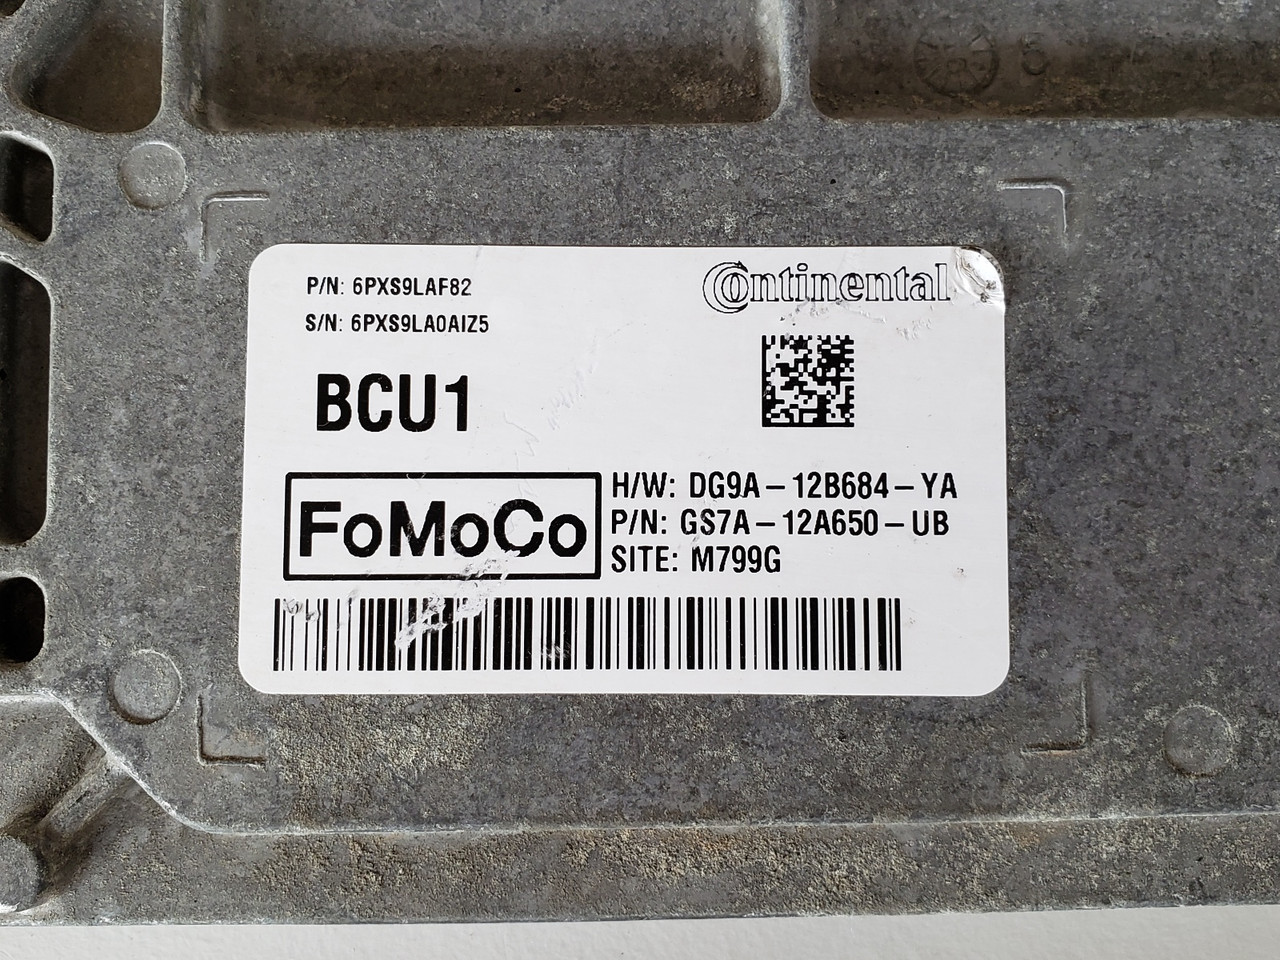 P/N: 6PXS9LAF82
S/N: 6PXS9LA0AIZ5
Continental
BCU1
FoMoCo
H/W: DG9A-12B684-YA
P/N: GS7A-12A650-UB
SITE: M799G